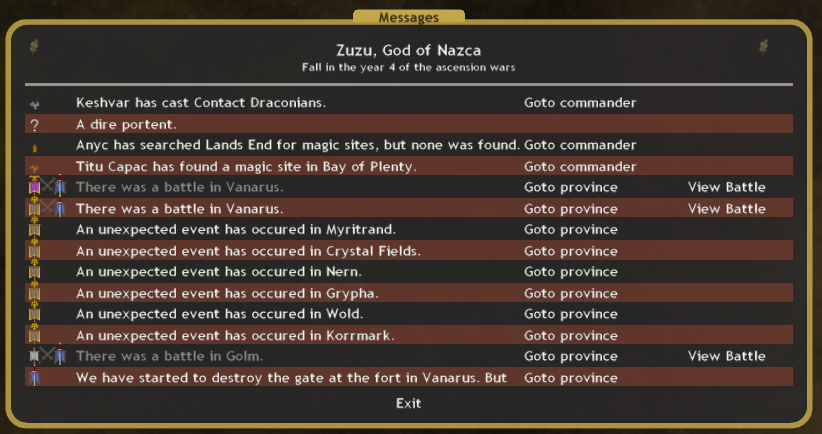 Messages
Zuzu, God of Nazca
Fall in the year 4 of the ascension wars
Keshvar has cast Contact Draconians. Goto commander
? A dire portent.
Anyc has searched Lands End for magic sites, but none was found. Goto commander
Titu Capac has found a magic site in Bay of Plenty. Goto commander
There was a battle in Vanarus. Goto province View Battle
There was a battle in Vanarus. Goto province View Battle
An unexpected event has occured in Myritrand. Goto province
An unexpected event has occured in Crystal Fields. Goto province
An unexpected event has occured in Nern. Goto province
An unexpected event has occured in Grypha. Goto province
An unexpected event has occured in Wold. Goto province
An unexpected event has occured in Korrmark. Goto province
There was a battle in Golm. Goto province View Battle
We have started to destroy the gate at the fort in Vanarus. But Goto province
Exit